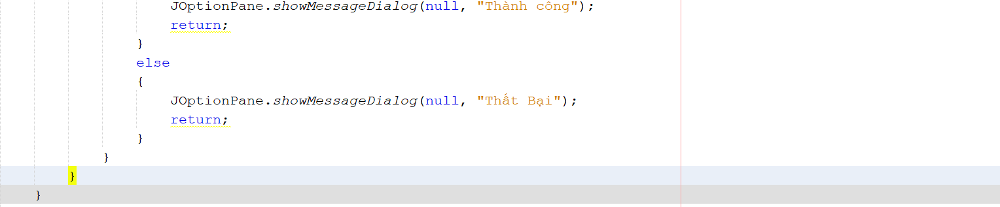 JOptionPane.showMessageDialog(null, "Thành công");
return;
}
else
{
JOptionPane.showMessageDialog(null, "Thất Bại");
return;
}
}
}
}